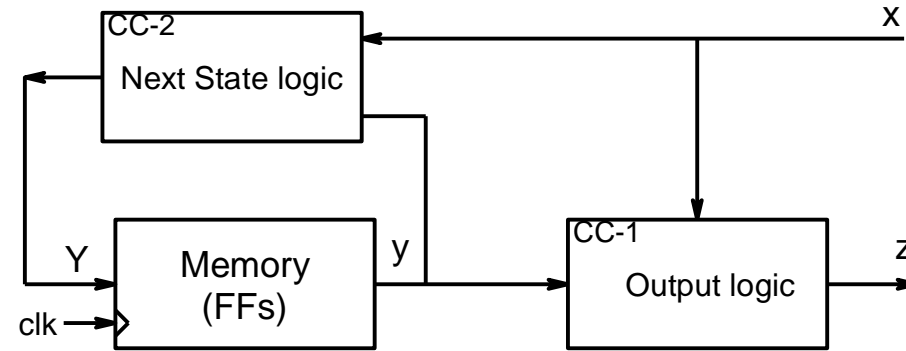 CC-2
x
Next State logic
Y
Memory
(FFs)
y
CC-1
Output logic
z
clk